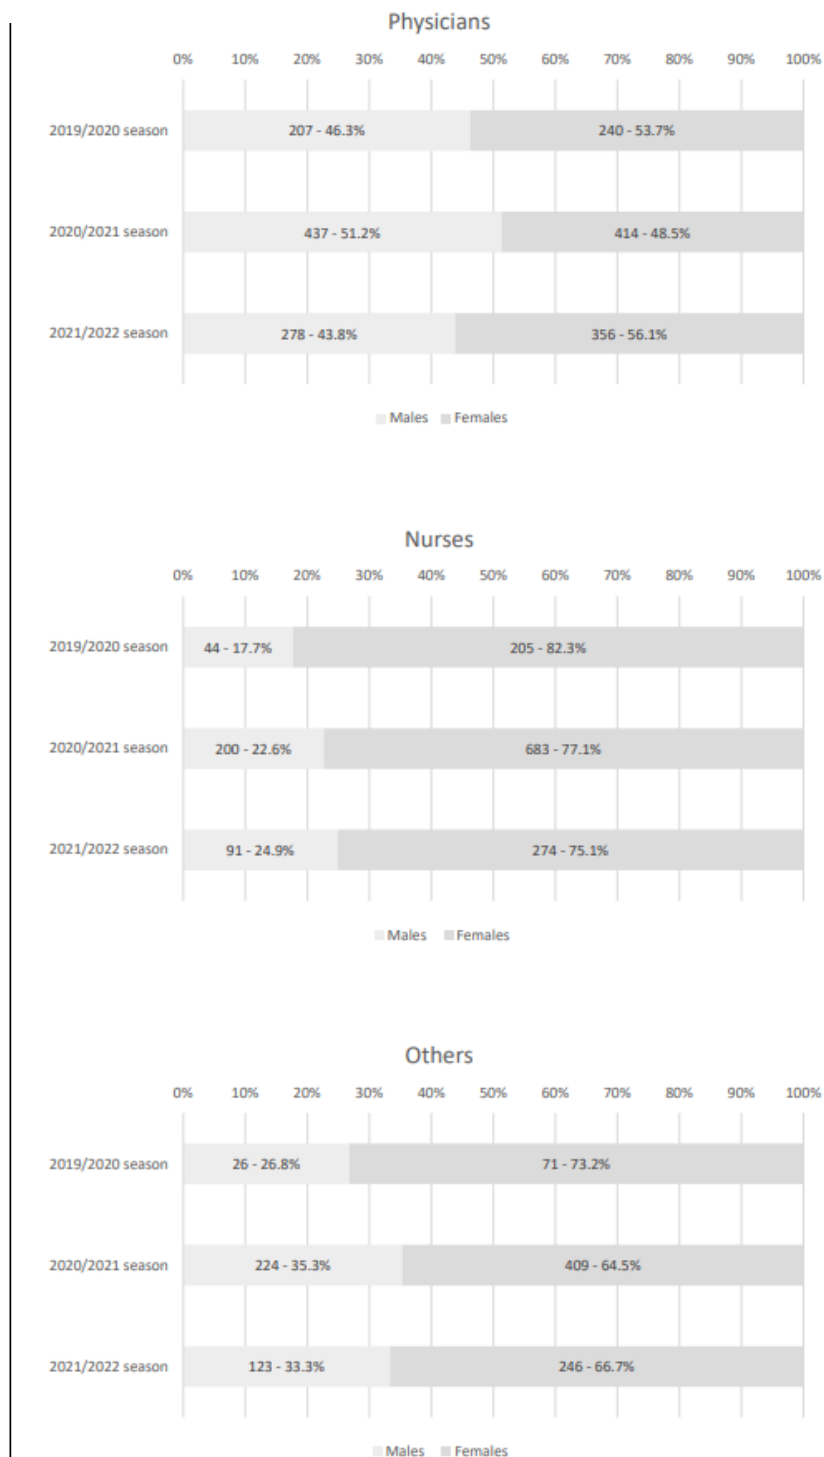 Physicians
0% 10% 20% 30% 40% 50% 60% 70% 80% 90% 100%
2019/2020 season 207 - 46.3% 240 - 53.7%
2020/2021 season 437 - 51.2% 414 - 48.5%
2021/2022 season 278 - 43.8% 356 - 56.1%
Males Females
Nurses
0% 10% 20% 30% 40% 50% 60% 70% 80% 90% 100%
2019/2020 season 44 - 17.7% 205 - 82.3%
2020/2021 season 200 - 22.6% 683 - 77.1%
2021/2022 season 91 - 24.9% 274 - 75.1%
Males Females
Others
0% 10% 20% 30% 40% 50% 60% 70% 80% 90% 100%
2019/2020 season 26 - 26.8% 71 - 73.2%
2020/2021 season 224 - 35.3% 409 - 64.5%
2021/2022 season 123 - 33.3% 246 - 66.7%
Males Females